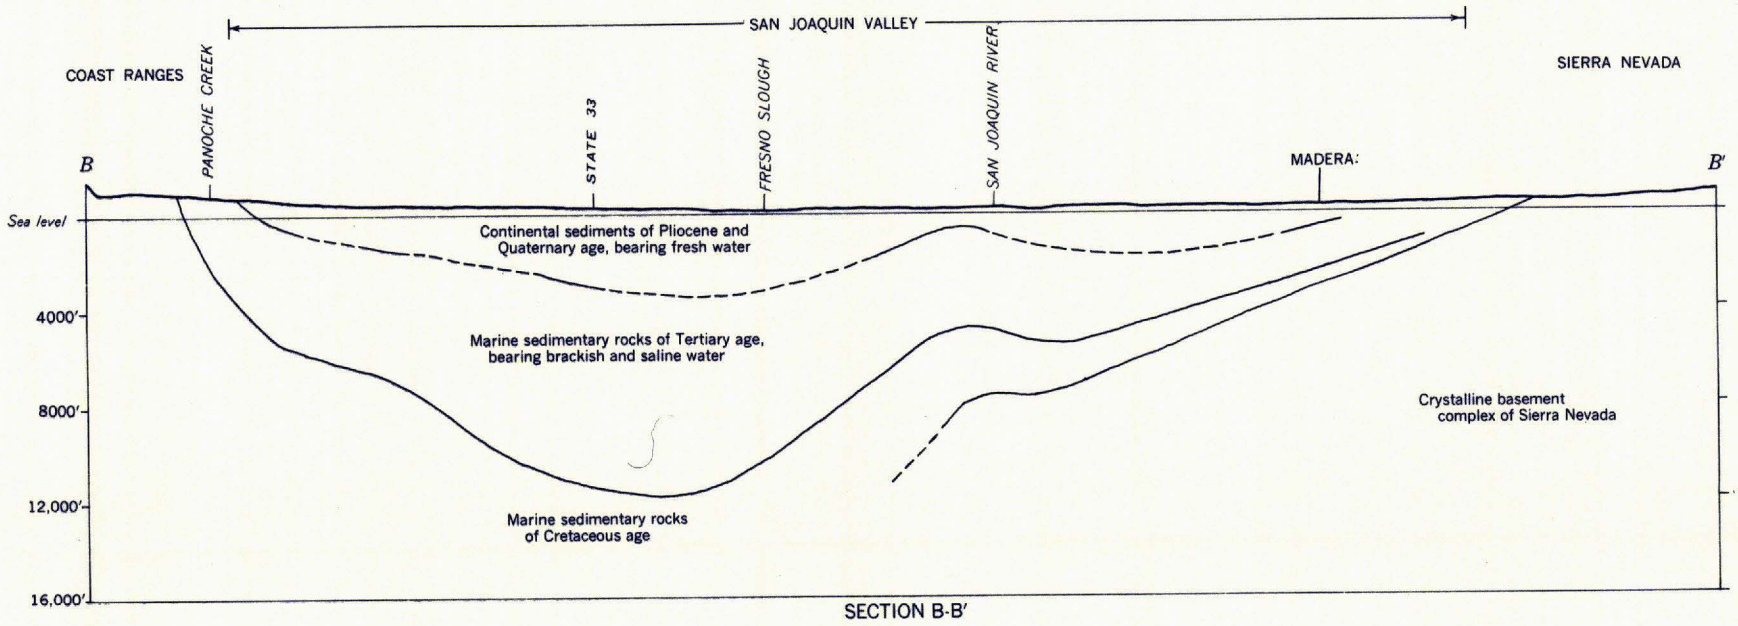 SAN JOAQUIN VALLEY
COAST RANGES
PANOCHE CREEK
STATE 33
FRESNO SLOUGH
SAN JOAQUIN RIVER
SIERRA NEVADA
MADERA
B
B'
Sea level
Continental sediments of Pliocene and
Quaternary age, bearing fresh water
4000'
Marine sedimentary rocks of Tertiary age,
bearing brackish and saline water
8000'
Crystalline basement
complex of Sierra Nevada
12,000'
Marine sedimentary rocks
of Cretaceous age
16,000'
SECTION B-B'